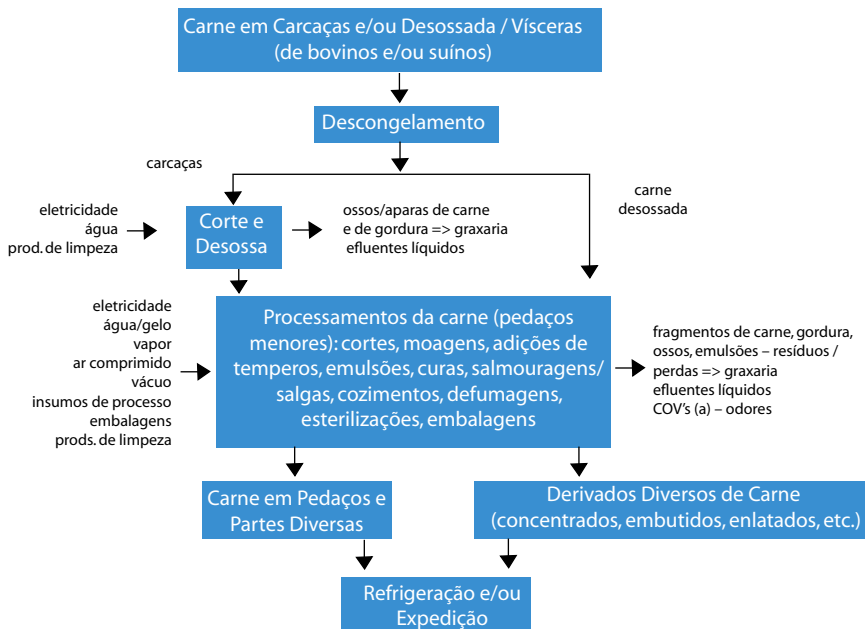 Carne em Carcaças e/ou Desossada / Vísceras
(de bovinos e/ou suínos)
Descongelamento
carcaças
carne
desossada
eletricidade
água
prod. de limpeza
Corte e
Desossa
ossos/aparas de carne
e de gordura => graxaria
efluentes líquidos
eletricidade
água/gelo
vapor
ar comprimido
vácuo
insumos de processo
embalagens
prods. de limpeza
Processamentos da carne (pedaços
menores): cortes, moagens, adições de
temperos, emulsões, curas, salmouragens/
salgas, cozimentos, defumagens,
esterilizações, embalagens
fragmentos de carne, gordura,
ossos, emulsões – resíduos /
perdas => graxaria
efluentes líquidos
COV's (a) – odores
Carne em Pedaços e
Partes Diversas
Derivados Diversos de Carne
(concentrados, embutidos, enlatados, etc.)
Refrigeração e/ou
Expedição